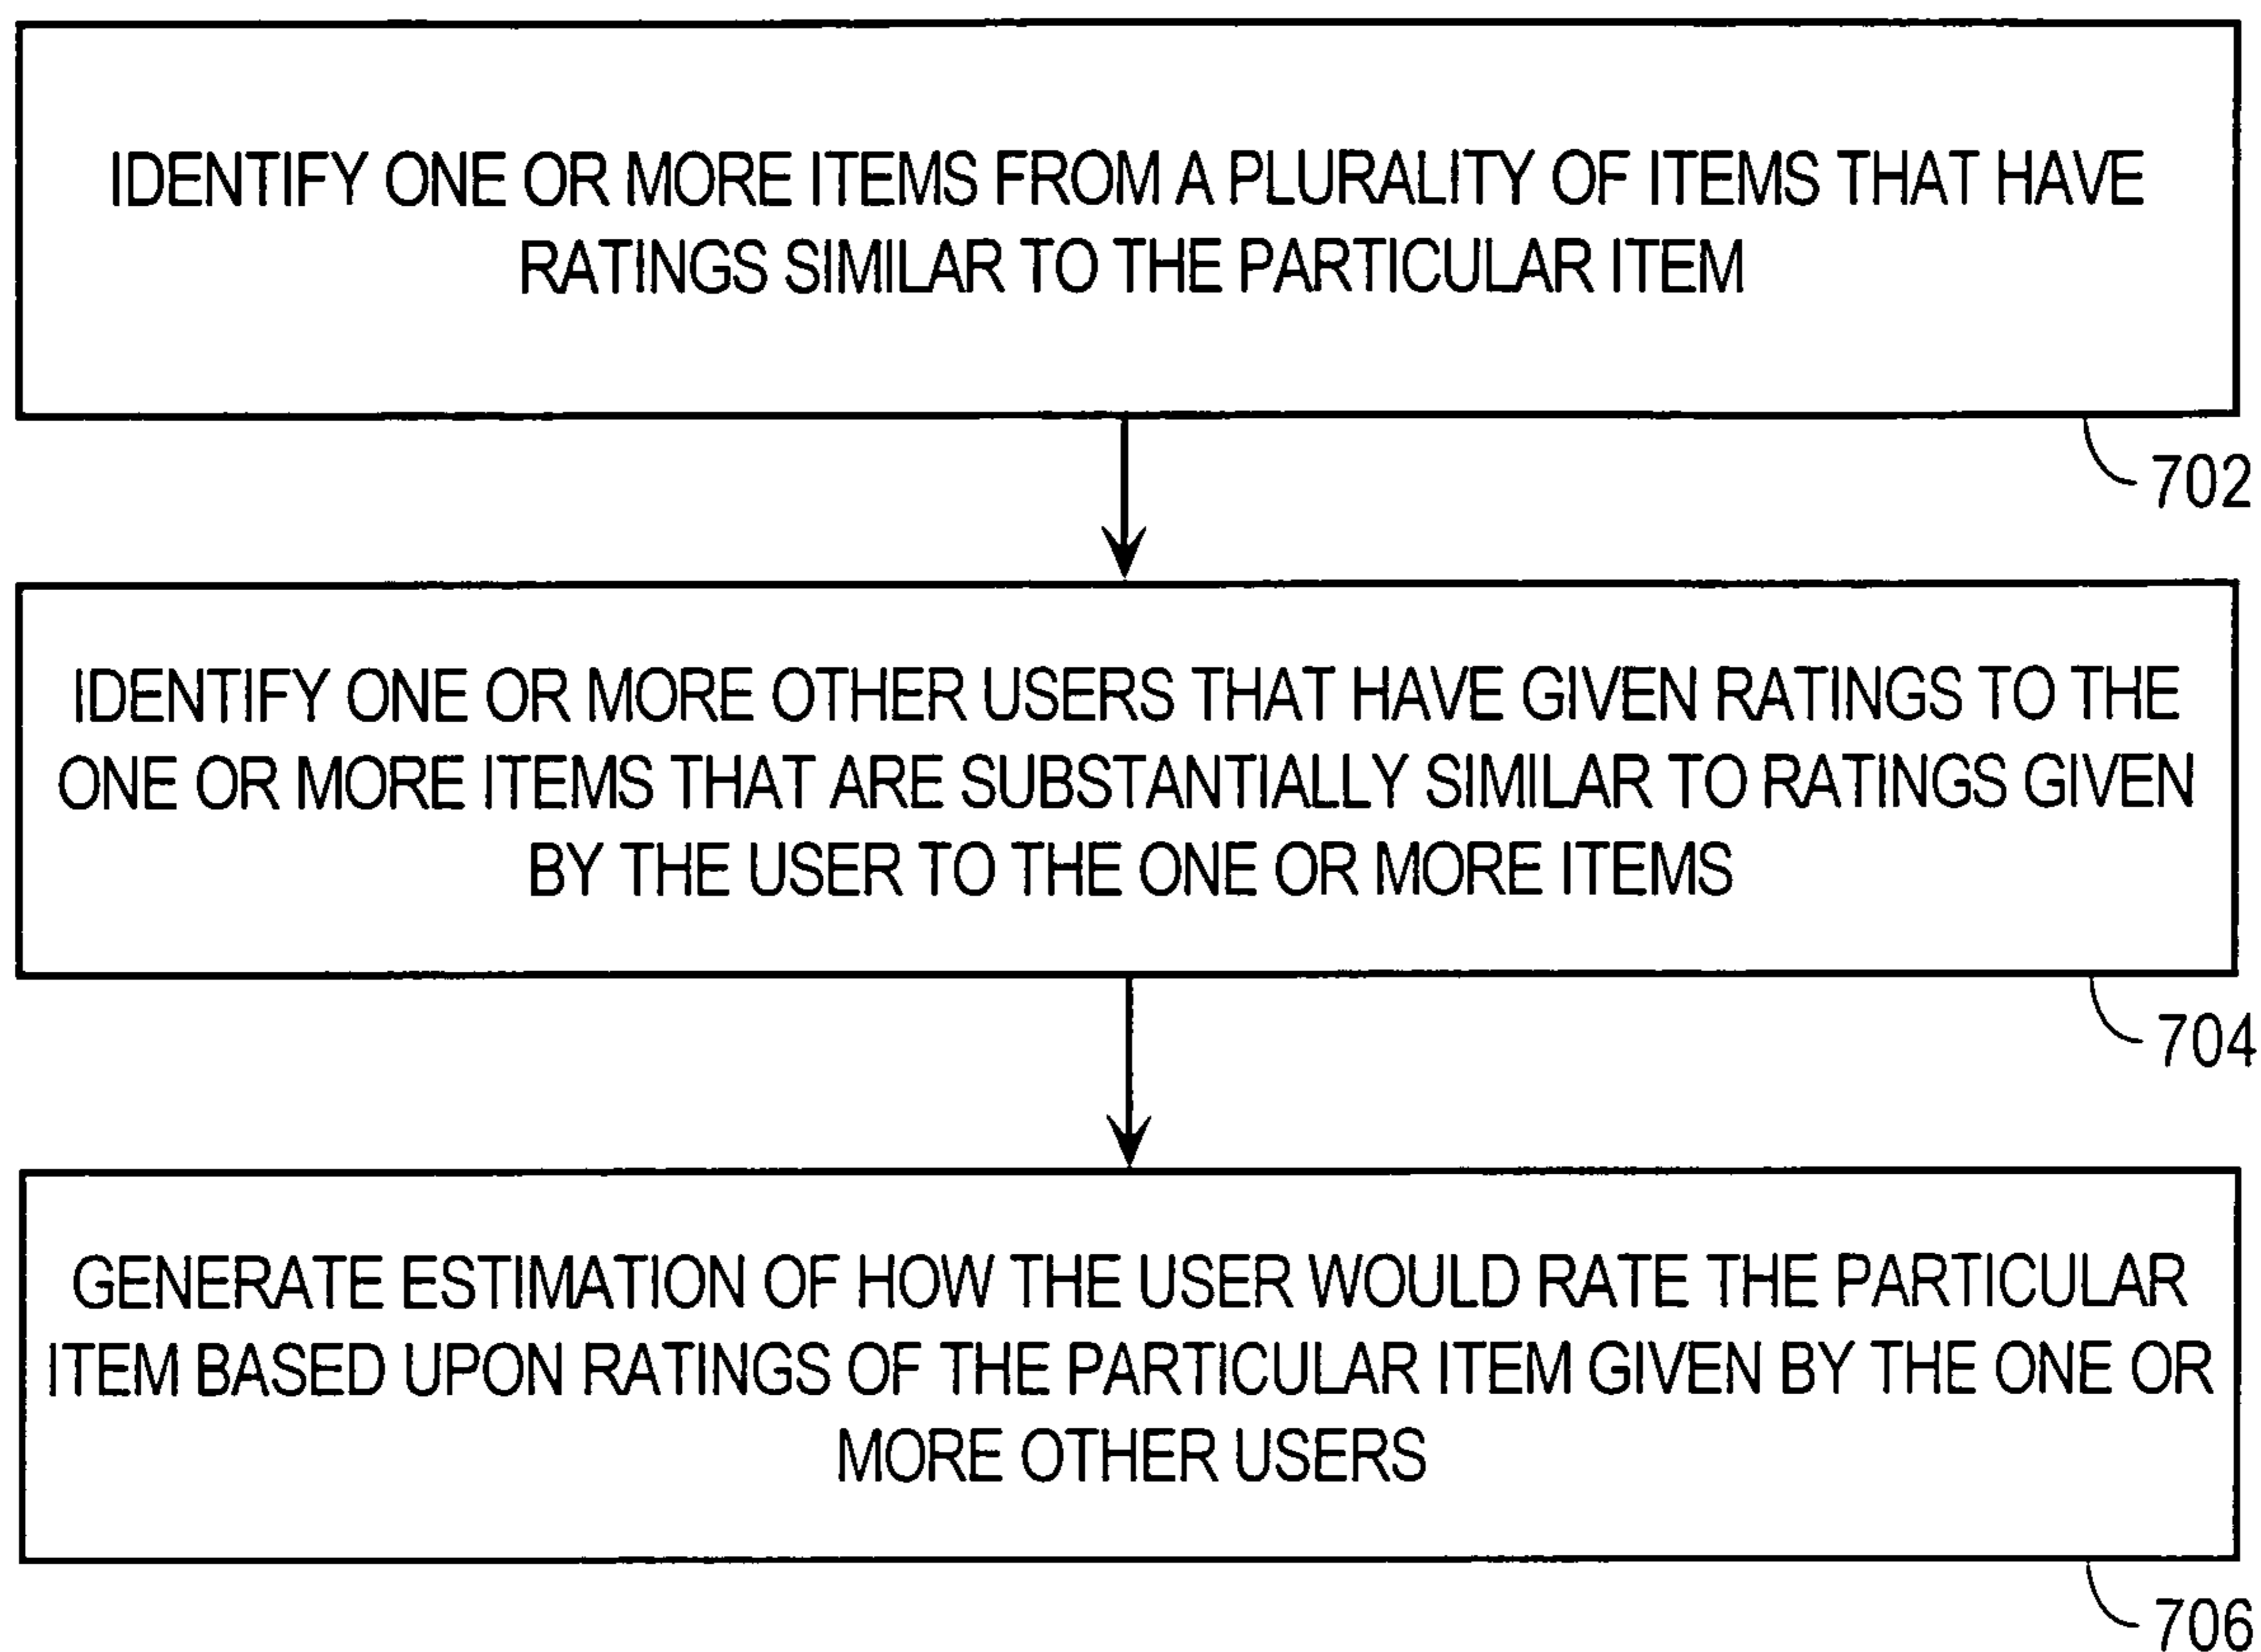 IDENTIFY ONE OR MORE ITEMS FROM A PLURALITY OF ITEMS THAT HAVE
RATINGS SIMILAR TO THE PARTICULAR ITEM
702
IDENTIFY ONE OR MORE OTHER USERS THAT HAVE GIVEN RATINGS TO THE
ONE OR MORE ITEMS THAT ARE SUBSTANTIALLY SIMILAR TO RATINGS GIVEN
BY THE USER TO THE ONE OR MORE ITEMS
704
GENERATE ESTIMATION OF HOW THE USER WOULD RATE THE PARTICULAR
ITEM BASED UPON RATINGS OF THE PARTICULAR ITEM GIVEN BY THE ONE OR
MORE OTHER USERS
706